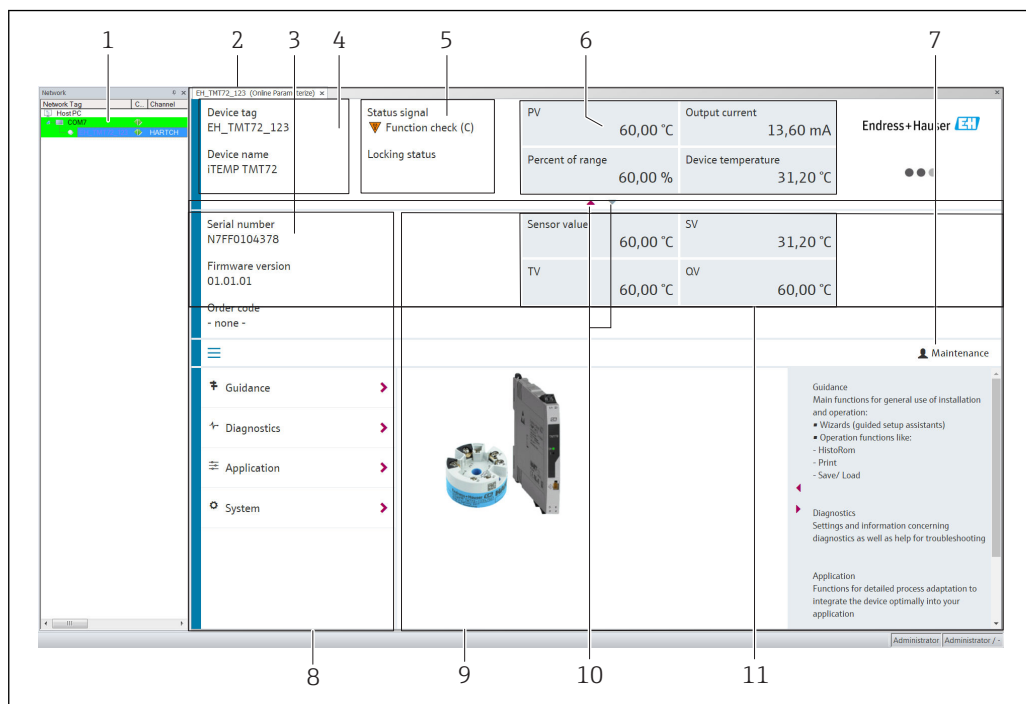 1
2
3
4
5
6
7
Network
Network Tag C... Channel
Host PC
COM7
HARTCH
EH_TMT72_123 (Online Parameterize)
Device tag
EH_TMT72_123
Device name
iTEMP TMT72
Status signal
Function check (C)
Locking status
PV
60,00 °C
Output current
13,60 mA
Percent of range
60,00 %
Device temperature
31,20 °C
Endress+Hauser EH
Serial number
N7FF0104378
Firmware version
01.01.01
Order code
- none -
Sensor value
60,00 °C
SV
31,20 °C
TV
60,00 °C
QV
60,00 °C
Maintenance
Guidance
Diagnostics
Application
System
Guidance
Main functions for general use of installation
and operation:
▪ Wizards (guided setup assistants)
▪ Operation functions like:
- HistoRom
- Print
- Save/ Load
Diagnostics
Settings and information concerning
diagnostics as well as help for troubleshooting
Application
Functions for detailed process adaptation to
integrate the device optimally into your
application
Administrator Administrator / -
8
9
10
11